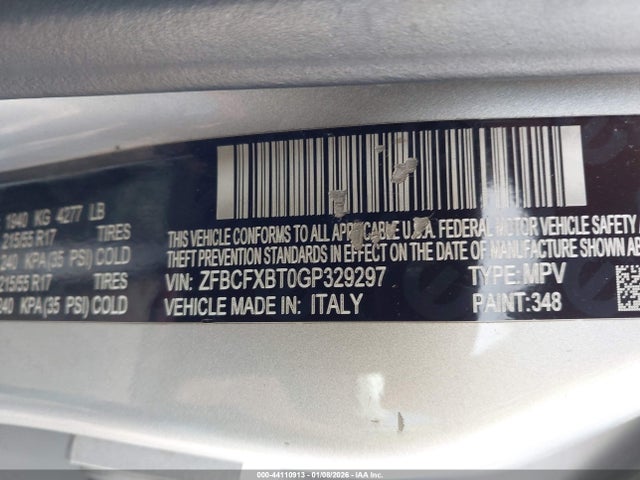 1940 KG 4277 LB
215/55 R17 TIRES
240 KPA(35 PSI) COLD
215/55 R17 TIRES
240 KPA(35 PSI) COLD
THIS VEHICLE CONFORMS TO ALL APPLICABLE U.S.A. FEDERAL MOTOR VEHICLE SAFETY
THEFT PREVENTION STANDARDS IN EFFECT ON THE DATE OF MANUFACTURE SHOWN AB
VIN: ZFBCFXBT0GP329297 TYPE: MPV
VEHICLE MADE IN: ITALY PAINT:348
000-44110913 - 01/08/2026 - IAAI.COM